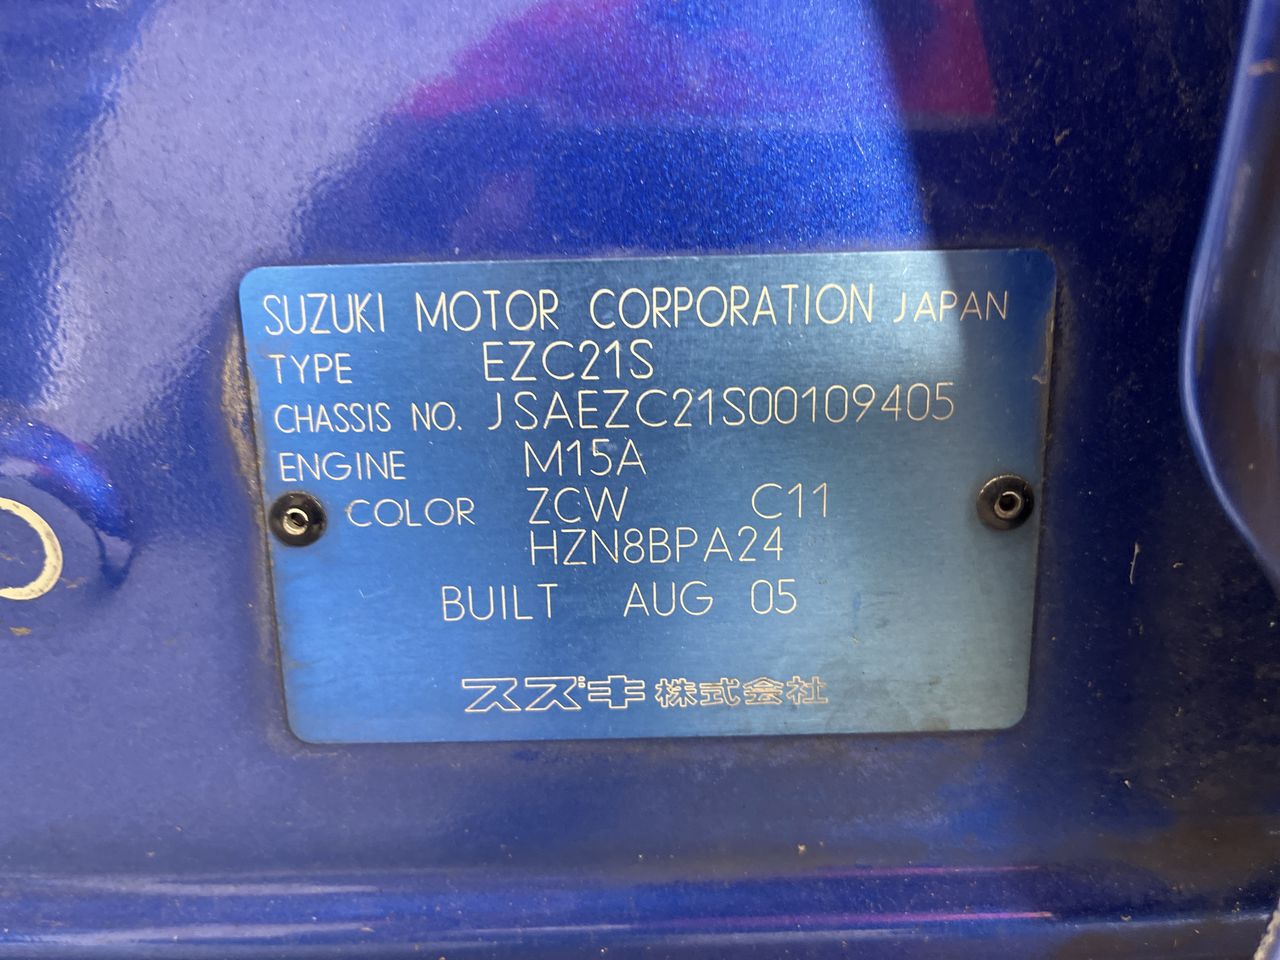 SUZUKI MOTOR CORPORATION JAPAN
TYPE EZC21S
CHASSIS NO. JSAEZC21S00109405
ENGINE M15A
COLOR ZCW C11
HZN8BPA24
BUILT AUG 05
スズキ株式会社